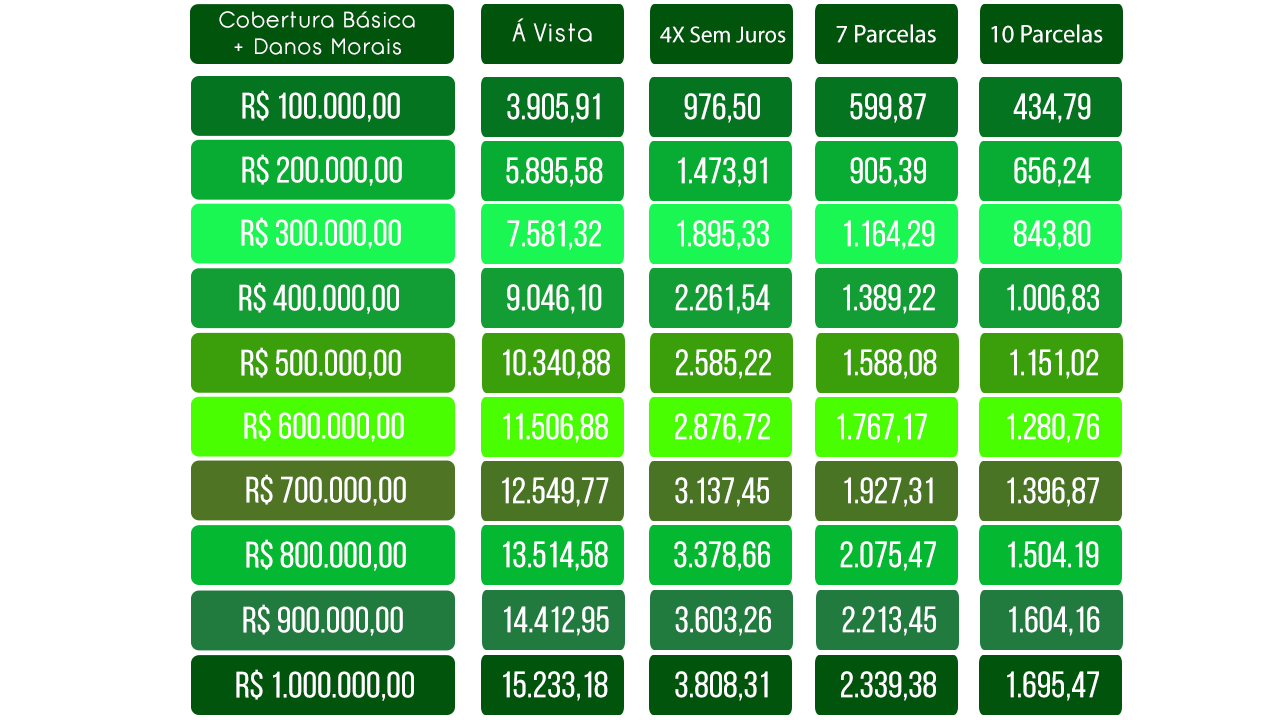 Cobertura Básica
+ Danos Morais
Á Vista
4X Sem Juros
7 Parcelas
10 Parcelas
R$ 100.000,00 3.905,91 976,50 599,87 434,79
R$ 200.000,00 5.895,58 1.473,91 905,39 656,24
R$ 300.000,00 7.581,32 1.895,33 1.164,29 843,80
R$ 400.000,00 9.046,10 2.261,54 1.389,22 1.006,83
R$ 500.000,00 10.340,88 2.585,22 1.588,08 1.151,02
R$ 600.000,00 11.506,88 2.876,72 1.767,17 1.280,76
R$ 700.000,00 12.549,77 3.137,45 1.927,31 1.396,87
R$ 800.000,00 13.514,58 3.378,66 2.075,47 1.504.19
R$ 900.000,00 14.412,95 3.603,26 2.213,45 1.604,16
R$ 1.000.000,00 15.233,18 3.808,31 2.339,38 1.695,47